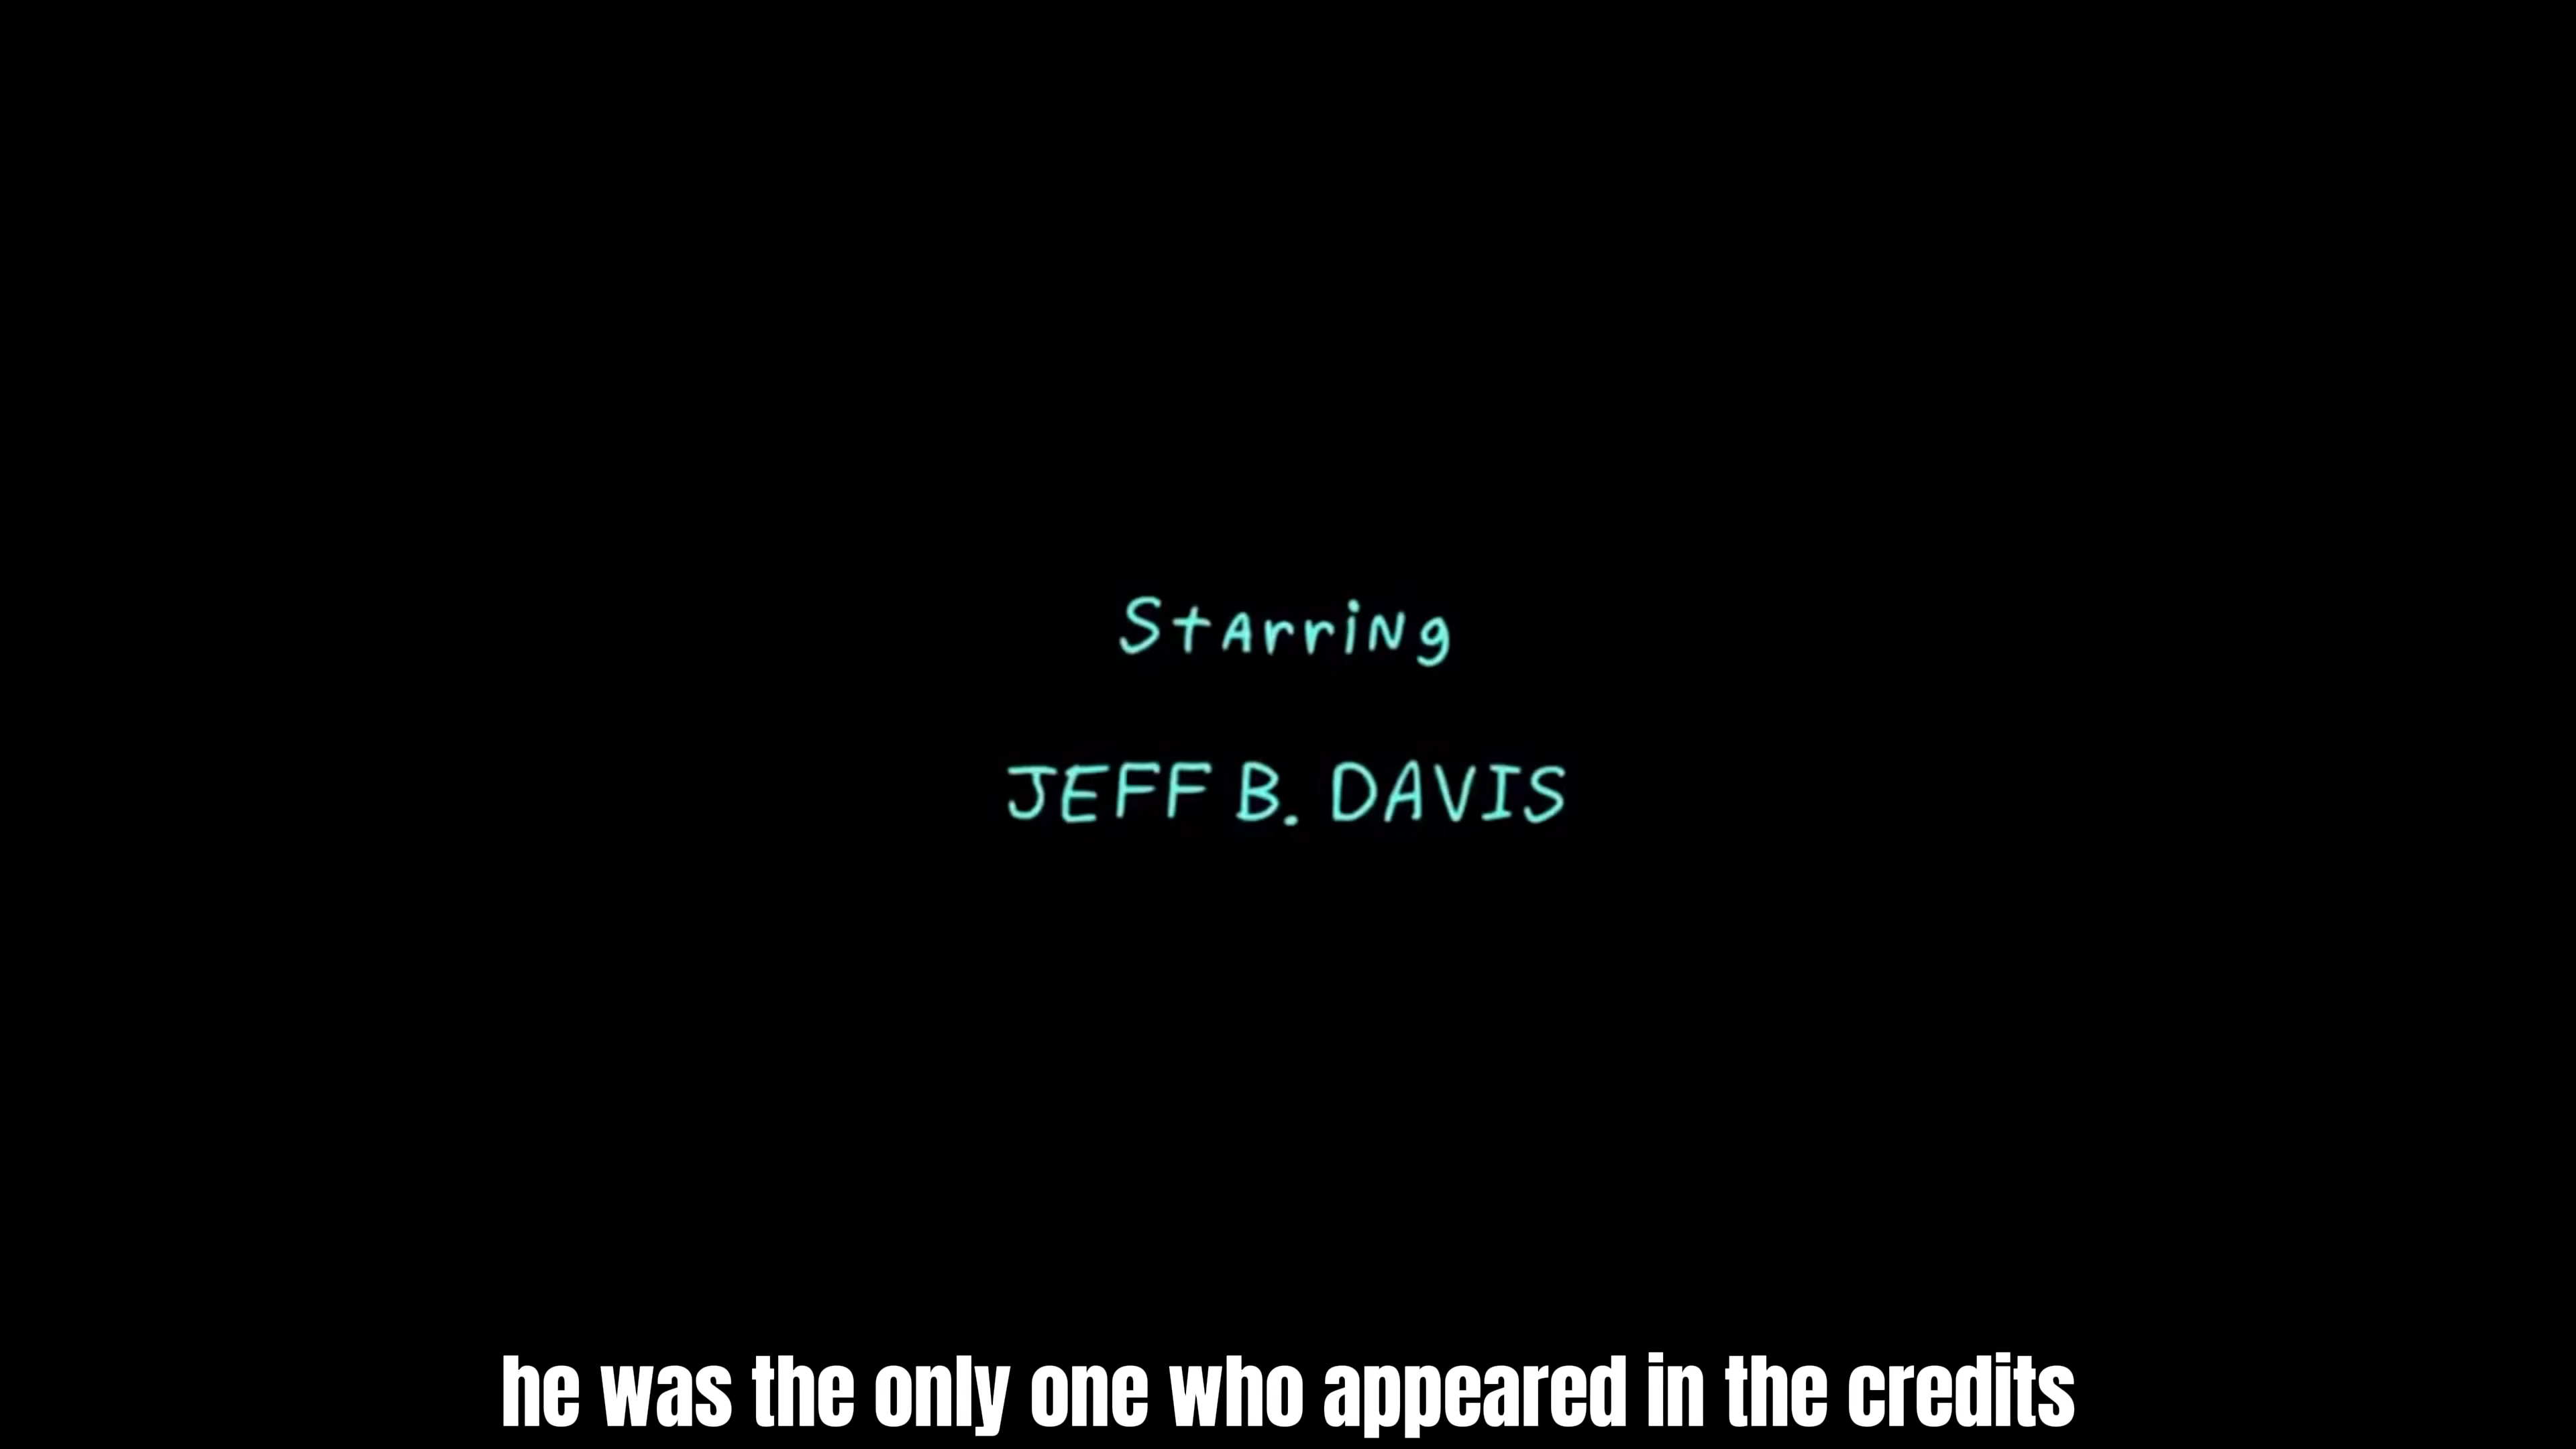 StArriNg
JEFF B. DAVIS
he was the only one who appeared in the credits